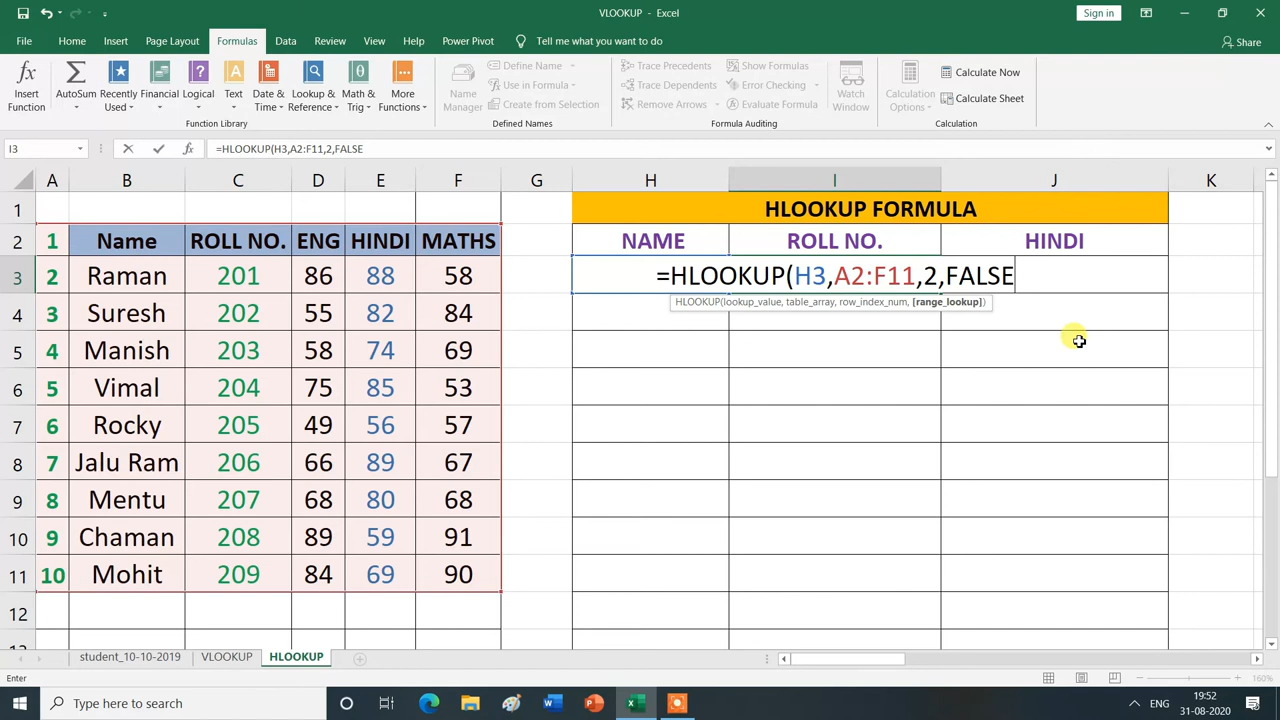 VLOOKUP - Excel
Sign in
File Home Insert Page Layout Formulas Data Review View Help Power Pivot Tell me what you want to do
Share
Insert Function
AutoSum
Recently Used
Financial
Logical
Text
Date & Time
Lookup & Reference
Math & Trig
More Functions
Function Library
Name Manager
Define Name
Use in Formula
Create from Selection
Defined Names
Trace Precedents
Trace Dependents
Remove Arrows
Show Formulas
Error Checking
Evaluate Formula
Formula Auditing
Watch Window
Calculation Options
Calculate Now
Calculate Sheet
Calculation
I3
fx
=HLOOKUP(H3,A2:F11,2,FALSE
A B C D E F G H I J K
1 HLOOKUP FORMULA
2 1 Name ROLL NO. ENG HINDI MATHS NAME ROLL NO. HINDI
3 2 Raman 201 86 88 58 =HLOOKUP(H3,A2:F11,2,FALSE
HLOOKUP(lookup_value, table_array, row_index_num, [range_lookup])
4 3 Suresh 202 55 82 84
5 4 Manish 203 58 74 69
6 5 Vimal 204 75 85 53
7 6 Rocky 205 49 56 57
8 7 Jalu Ram 206 66 89 67
9 8 Mentu 207 68 80 68
10 9 Chaman 208 89 59 91
11 10 Mohit 209 84 69 90
12
13
student_10-10-2019 VLOOKUP HLOOKUP
Enter
160%
Type here to search
ENG
19:52
31-08-2020